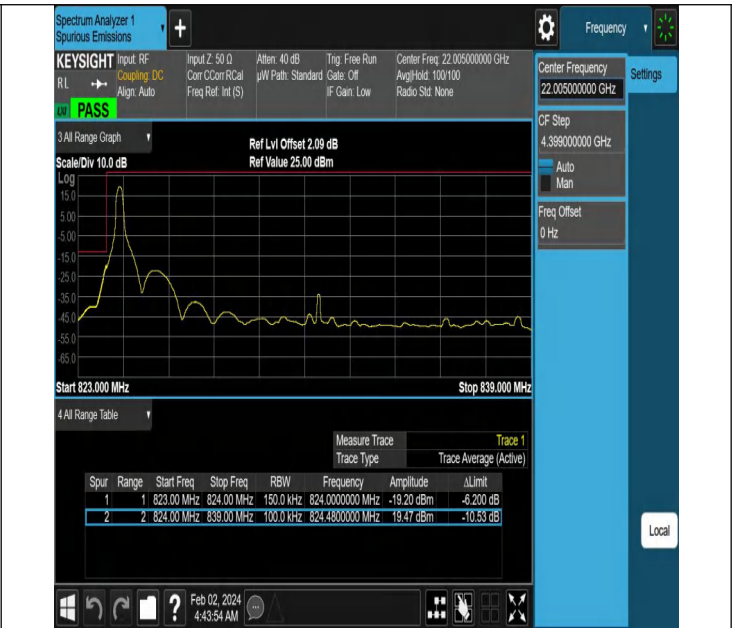 Spectrum Analyzer 1
Spurious Emissions
+
Frequency
KEYSIGHT
RL
Input: RF
Coupling: DC
Align: Auto
Input Z: 50 Ω
Corr CCorr RCal
Freq Ref: Int (S)
Atten: 40 dB
µW Path: Standard
Trig: Free Run
Gate: Off
IF Gain: Low
Center Freq: 22.005000000 GHz
Avg|Hold: 100/100
Radio Std: None
PASS
Center Frequency
22.005000000 GHz
Settings
CF Step
4.399000000 GHz
Auto
Man
Freq Offset
0 Hz
3 All Range Graph
Ref Lvl Offset 2.09 dB
Scale/Div 10.0 dB
Ref Value 25.00 dBm
Log
15.0
5.00
-5.00
-15.0
-25.0
-35.0
-45.0
-55.0
-65.0
Start 823.000 MHz
Stop 839.000 MHz
4 All Range Table
Measure Trace Trace 1
Trace Type Trace Average (Active)
Spur Range Start Freq Stop Freq RBW Frequency Amplitude ΔLimit
1 1 823.00 MHz 824.00 MHz 150.0 kHz 824.0000000 MHz -19.20 dBm -6.200 dB
2 2 824.00 MHz 839.00 MHz 100.0 kHz 824.4800000 MHz 19.47 dBm -10.53 dB
Local
?
Feb 02, 2024
4:43:54 AM